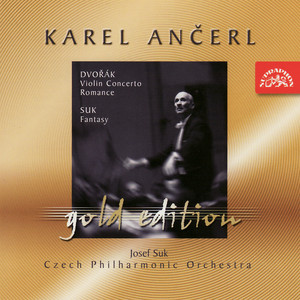 KAREL ANČERL
DVOŘÁK
Violin Concerto
Romance
SUK
Fantasy
SUPRAPHON
gold edition
Josef Suk
Czech Philharmonic Orchestra